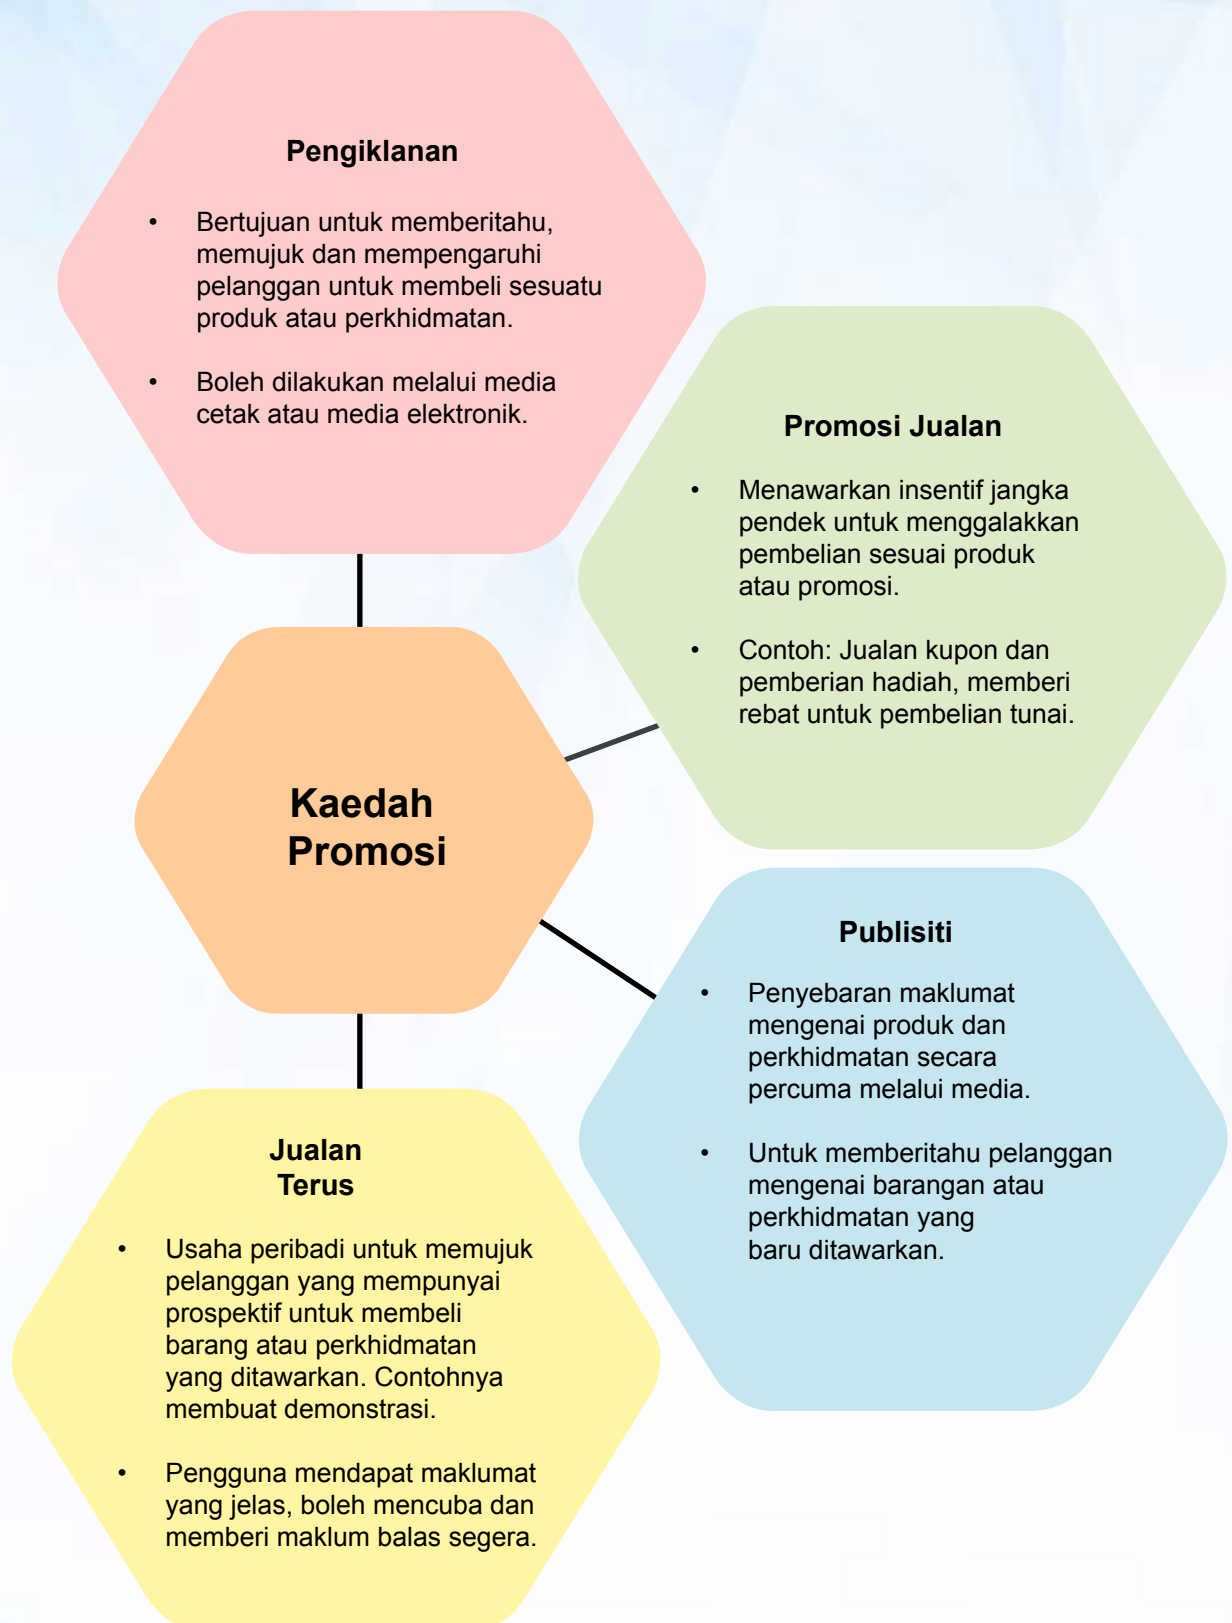 Pengiklanan
• Bertujuan untuk memberitahu,
memujuk dan mempengaruhi
pelanggan untuk membeli sesuatu
produk atau perkhidmatan.
• Boleh dilakukan melalui media
cetak atau media elektronik.
Promosi Jualan
• Menawarkan insentif jangka
pendek untuk menggalakkan
pembelian sesuai produk
atau promosi.
• Contoh: Jualan kupon dan
pemberian hadiah, memberi
rebat untuk pembelian tunai.
Kaedah
Promosi
Publisiti
• Penyebaran maklumat
mengenai produk dan
perkhidmatan secara
percuma melalui media.
• Untuk memberitahu pelanggan
mengenai barangan atau
perkhidmatan yang
baru ditawarkan.
Jualan
Terus
• Usaha peribadi untuk memujuk
pelanggan yang mempunyai
prospektif untuk membeli
barang atau perkhidmatan
yang ditawarkan. Contohnya
membuat demonstrasi.
• Pengguna mendapat maklumat
yang jelas, boleh mencuba dan
memberi maklum balas segera.